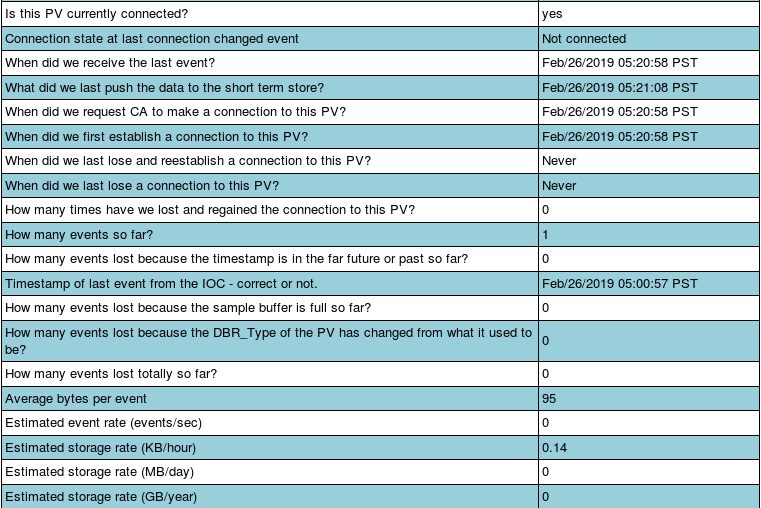 Is this PV currently connected? yes
Connection state at last connection changed event Not connected
When did we receive the last event? Feb/26/2019 05:20:58 PST
What did we last push the data to the short term store? Feb/26/2019 05:21:08 PST
When did we request CA to make a connection to this PV? Feb/26/2019 05:20:58 PST
When did we first establish a connection to this PV? Feb/26/2019 05:20:58 PST
When did we last lose and reestablish a connection to this PV? Never
When did we last lose a connection to this PV? Never
How many times have we lost and regained the connection to this PV? 0
How many events so far? 1
How many events lost because the timestamp is in the far future or past so far? 0
Timestamp of last event from the IOC - correct or not. Feb/26/2019 05:00:57 PST
How many events lost because the sample buffer is full so far? 0
How many events lost because the DBR_Type of the PV has changed from what it used to
be? 0
How many events lost totally so far? 0
Average bytes per event 95
Estimated event rate (events/sec) 0
Estimated storage rate (KB/hour) 0.14
Estimated storage rate (MB/day) 0
Estimated storage rate (GB/year) 0